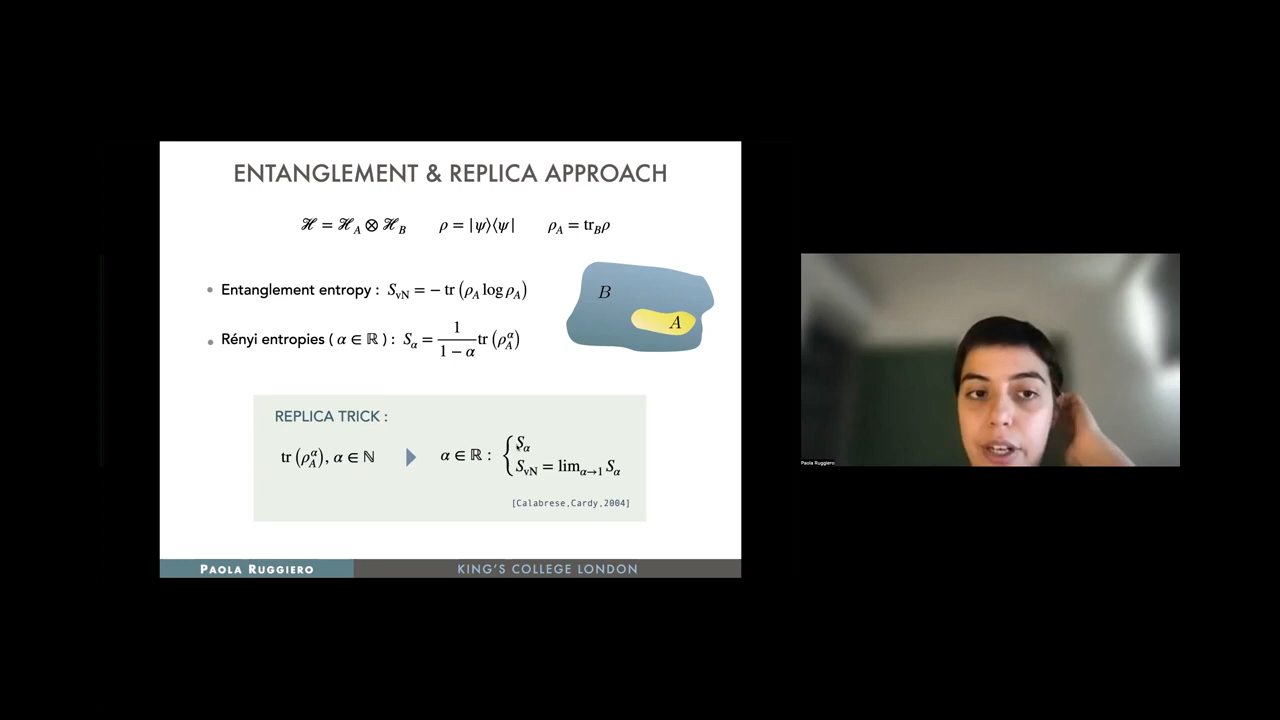 ENTANGLEMENT & REPLICA APPROACH
ℋ = ℋ_A ⊗ ℋ_B ρ = |ψ⟩⟨ψ| ρ_A = tr_B ρ
• Entanglement entropy : S_vN = − tr (ρ_A log ρ_A)
• Rényi entropies ( α ∈ ℝ ) : S_α = 1/(1 − α) tr (ρ_A^α)
B
A
REPLICA TRICK :
tr (ρ_A^α), α ∈ ℕ α ∈ ℝ : { S_α
S_vN = lim_{α→1} S_α
[Calabrese,Cardy,2004]
PAOLA RUGGIERO KING'S COLLEGE LONDON
Paola Ruggiero